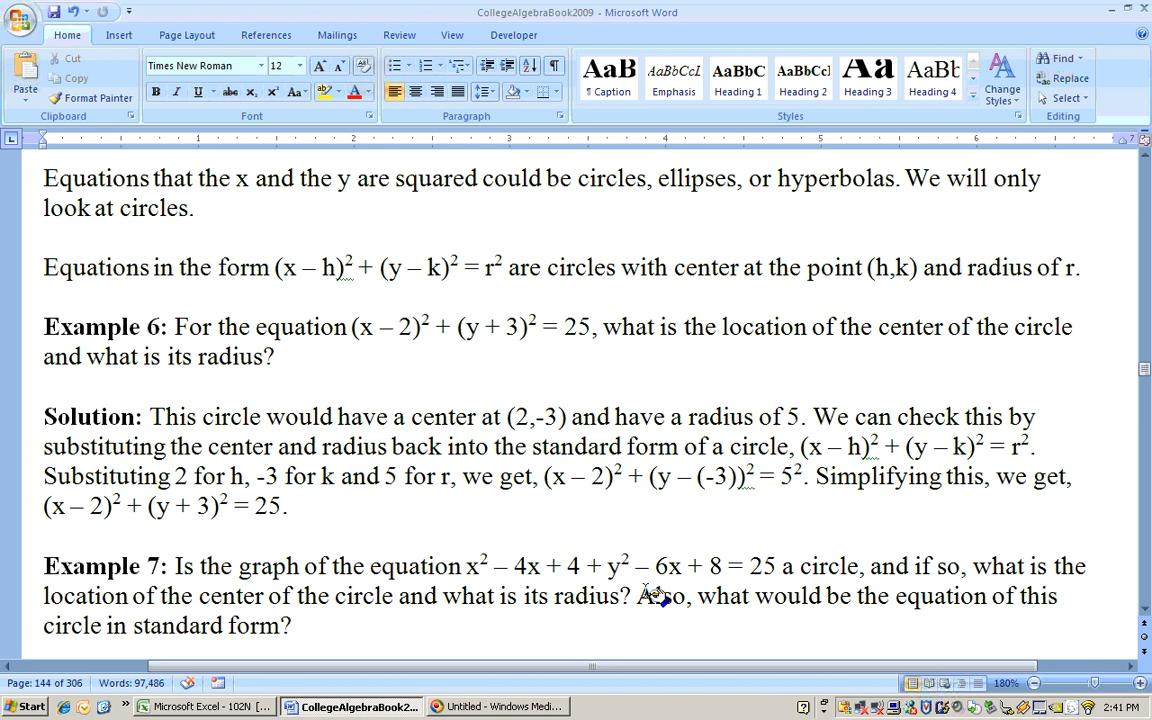 CollegeAlgebraBook2009 - Microsoft Word
Home Insert Page Layout References Mailings Review View Developer
Paste Cut Copy Format Painter Clipboard
Times New Roman 12 Font
Paragraph
AaB ¶ Caption AaBbCcL Emphasis AaBbC Heading 1 AaBbCcI Heading 2 Aa Heading 3 AaBb Heading 4 Change Styles Styles
Find Replace Select Editing
1 2 3 4 5 6 7
Equations that the x and the y are squared could be circles, ellipses, or hyperbolas. We will only
look at circles.
Equations in the form (x – h)² + (y – k)² = r² are circles with center at the point (h,k) and radius of r.
Example 6: For the equation (x – 2)² + (y + 3)² = 25, what is the location of the center of the circle
and what is its radius?
Solution: This circle would have a center at (2,-3) and have a radius of 5. We can check this by
substituting the center and radius back into the standard form of a circle, (x – h)² + (y – k)² = r².
Substituting 2 for h, -3 for k and 5 for r, we get, (x – 2)² + (y – (-3))² = 5². Simplifying this, we get,
(x – 2)² + (y + 3)² = 25.
Example 7: Is the graph of the equation x² – 4x + 4 + y² – 6x + 8 = 25 a circle, and if so, what is the
location of the center of the circle and what is its radius? Also, what would be the equation of this
circle in standard form?
Page: 144 of 306 Words: 97,486 180%
Start Microsoft Excel - 102N [... CollegeAlgebraBook2... Untitled - Windows Medi... 2:41 PM